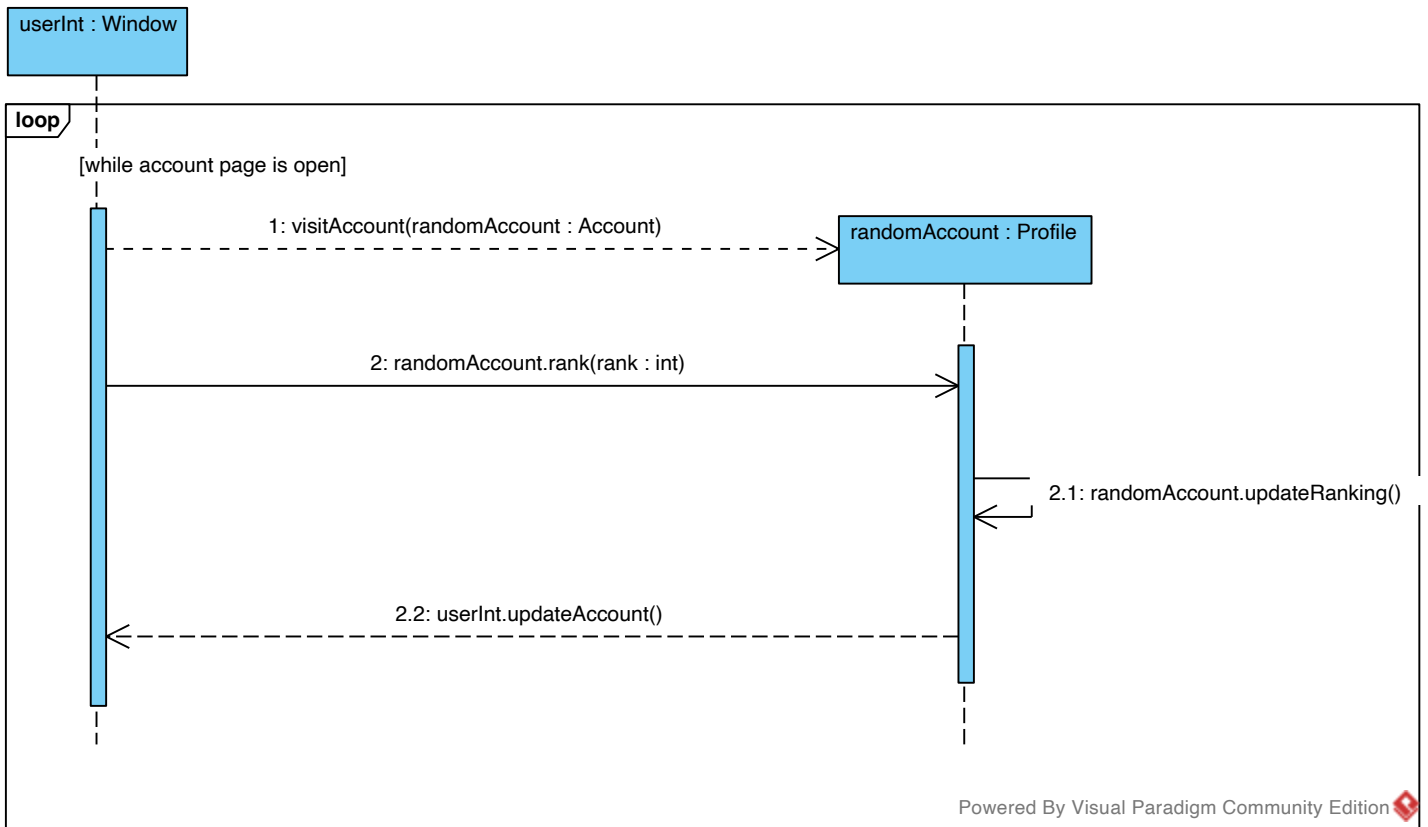 userInt : Window
loop
[while account page is open]
1: visitAccount(randomAccount : Account)
randomAccount : Profile
2: randomAccount.rank(rank : int)
2.1: randomAccount.updateRanking()
2.2: userInt.updateAccount()
Powered By Visual Paradigm Community Edition